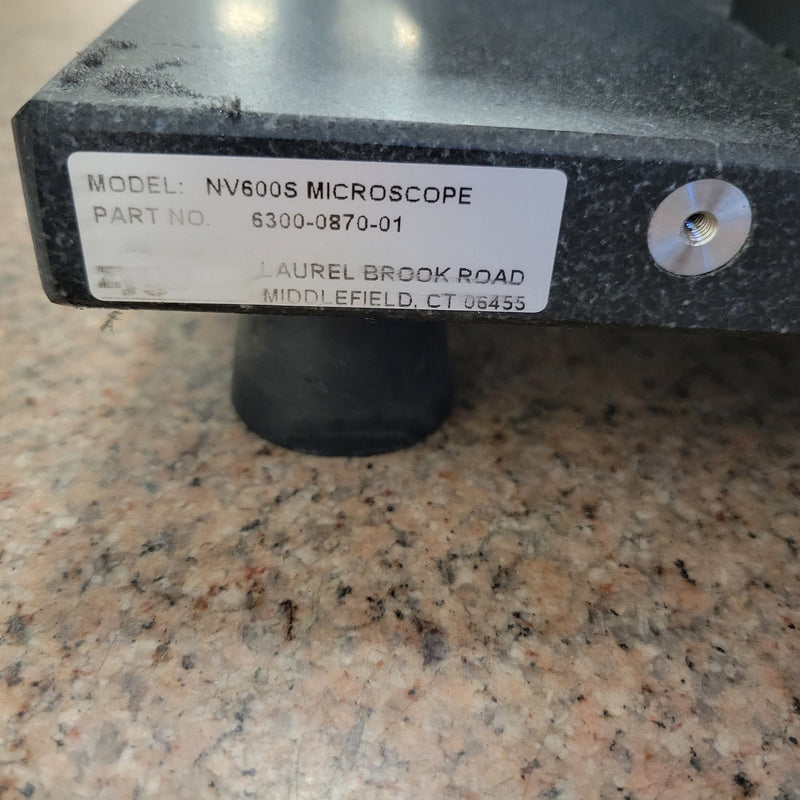 MODEL: NV600S MICROSCOPE
PART NO. 6300-0870-01
LAUREL BROOK ROAD
MIDDLEFIELD, CT 06455